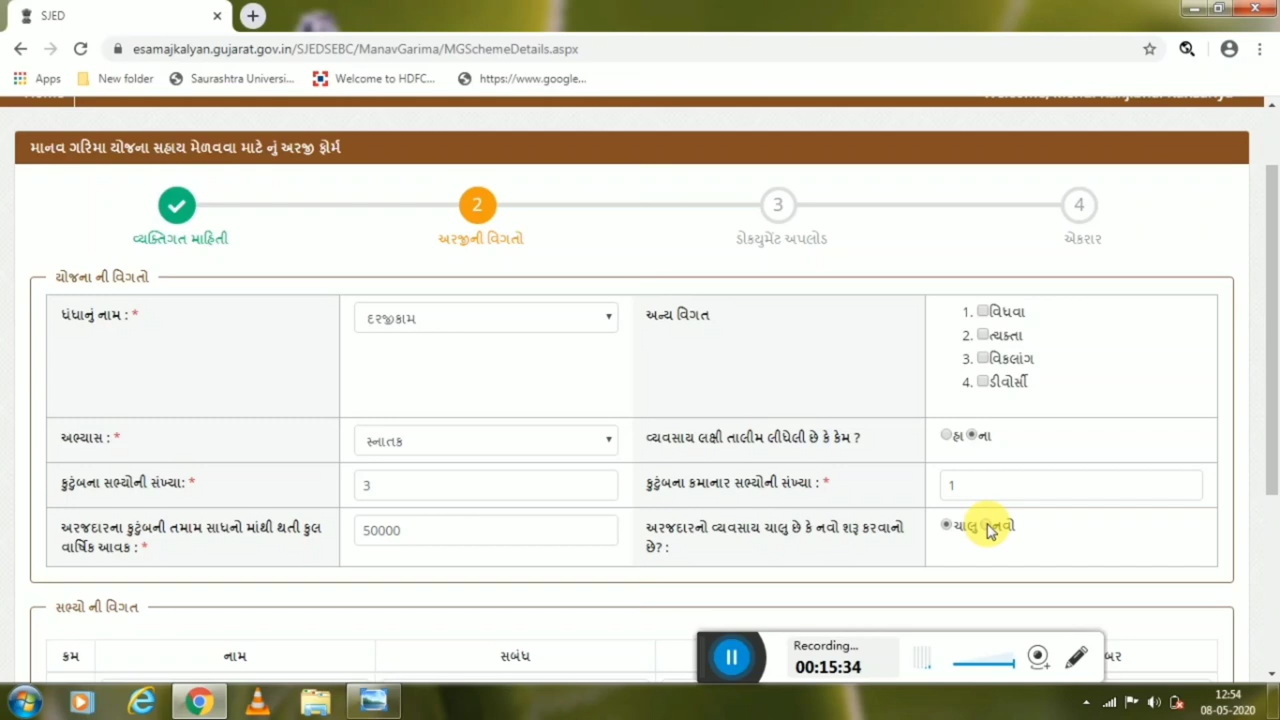 SJED
esamajkalyan.gujarat.gov.in/SJEDSEBC/ManavGarima/MGSchemeDetails.aspx
Apps New folder Saurashtra Universi... Welcome to HDFC... https://www.google...
માનવ ગરિમા યોજના સહાય મેળવવા માટે નું અરજી ફોર્મ
2 3 4
વ્યક્તિગત માહિતી અરજીની વિગતો ડોકયુમેંટ અપલોડ એકરાર
યોજના ની વિગતો
ધંધાનું નામ : * દરજીકામ અન્ય વિગત
1. વિધવા
2. ત્યક્તા
3. વિકલાંગ
4. ડીવોર્સી
અભ્યાસ : * સ્નાતક વ્યવસાય લક્ષી તાલીમ લીધેલી છે કે કેમ ? હા ના
કુટુંબના સભ્યોની સંખ્યા: * 3 કુટુંબના કમાનાર સભ્યોની સંખ્યા : * 1
અરજદારના કુટુંબની તમામ સાધનો માંથી થતી કુલ વાર્ષિક આવક : * 50000 અરજદારનો વ્યવસાય ચાલુ છે કે નવો શરૂ કરવાનો છે? : ચાલુ નવો
સભ્યો ની વિગત
ક્રમ નામ સબંધ
Recording...
00:15:34
12:54
08-05-2020